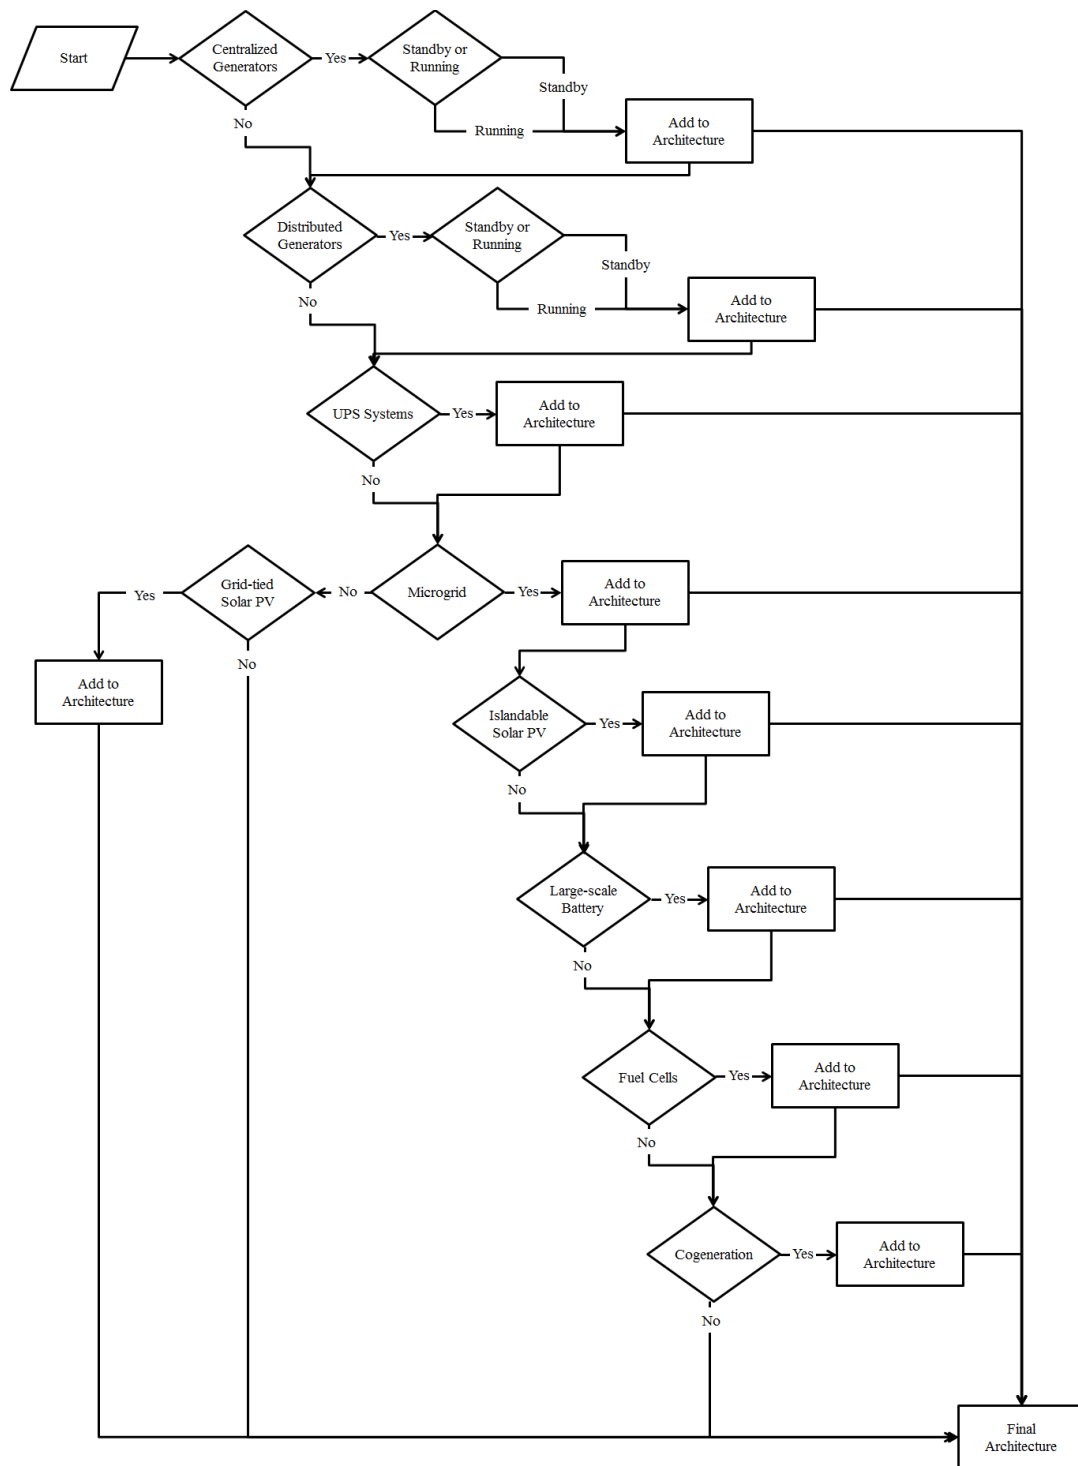 Start
Centralized
Generators
Yes
Standby or
Running
Standby
Running
Add to
Architecture
No
Distributed
Generators
Yes
Standby or
Running
Standby
Running
Add to
Architecture
No
UPS Systems
Yes
Add to
Architecture
No
Microgrid
Yes
Add to
Architecture
No
Grid-tied
Solar PV
Yes
Add to
Architecture
No
Islandable
Solar PV
Yes
Add to
Architecture
No
Large-scale
Battery
Yes
Add to
Architecture
No
Fuel Cells
Yes
Add to
Architecture
No
Cogeneration
Yes
Add to
Architecture
No
Final
Architecture